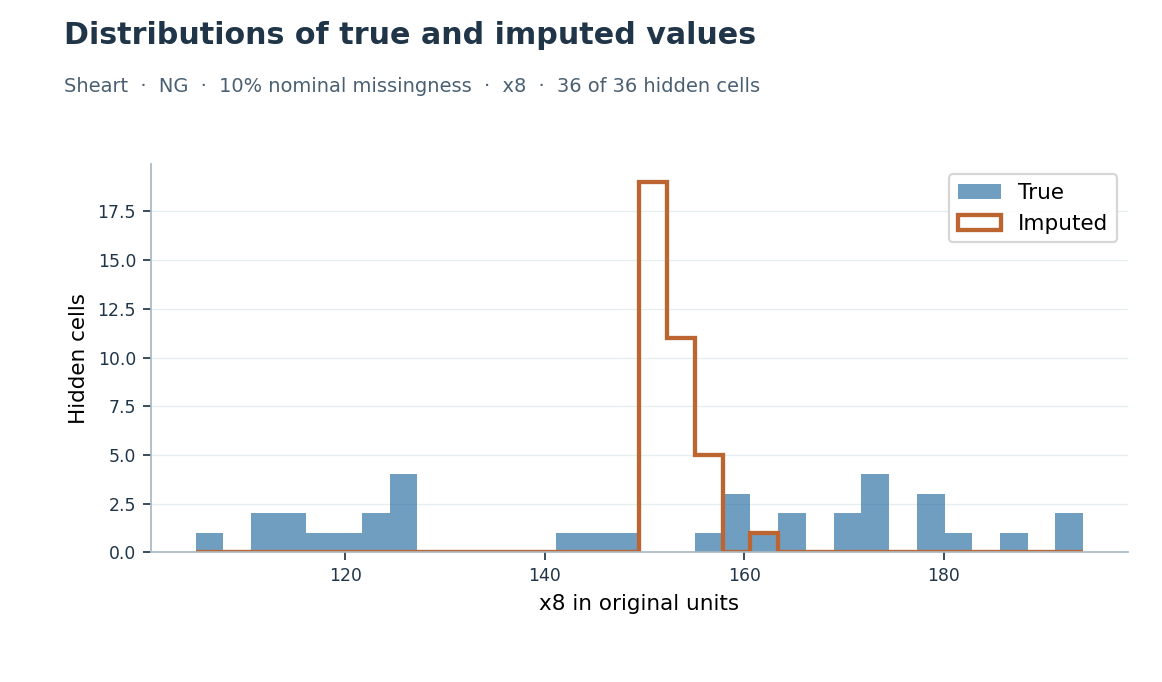 Distributions of true and imputed values
Sheart · NG · 10% nominal missingness · x8 · 36 of 36 hidden cells
True
Imputed
Hidden cells
17.5
15.0
12.5
10.0
7.5
5.0
2.5
0.0
120 140 160 180
x8 in original units